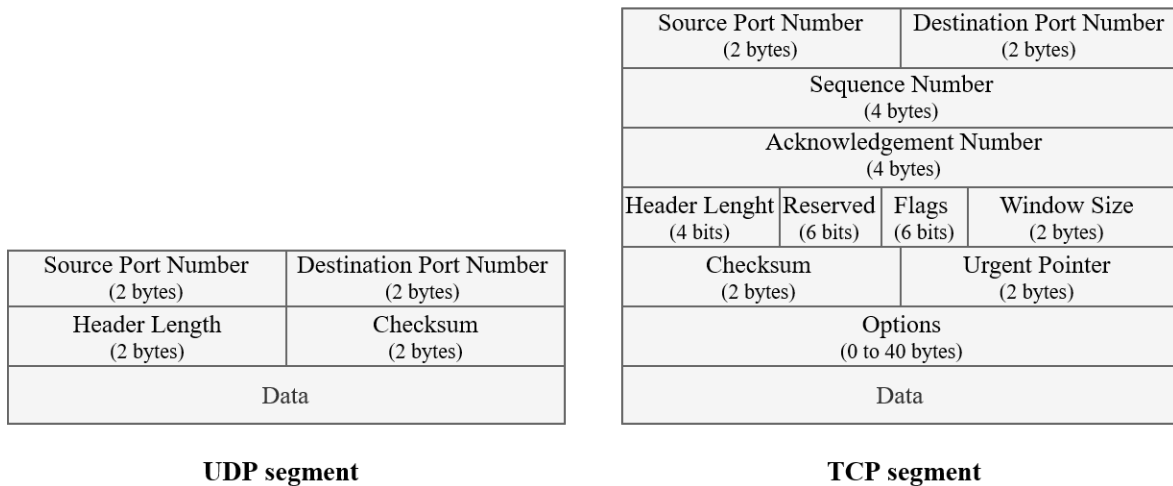 Source Port Number
(2 bytes)
Destination Port Number
(2 bytes)
Header Length
(2 bytes)
Checksum
(2 bytes)
Data
UDP segment
Source Port Number
(2 bytes)
Destination Port Number
(2 bytes)
Sequence Number
(4 bytes)
Acknowledgement Number
(4 bytes)
Header Lenght
(4 bits)
Reserved
(6 bits)
Flags
(6 bits)
Window Size
(2 bytes)
Checksum
(2 bytes)
Urgent Pointer
(2 bytes)
Options
(0 to 40 bytes)
Data
TCP segment